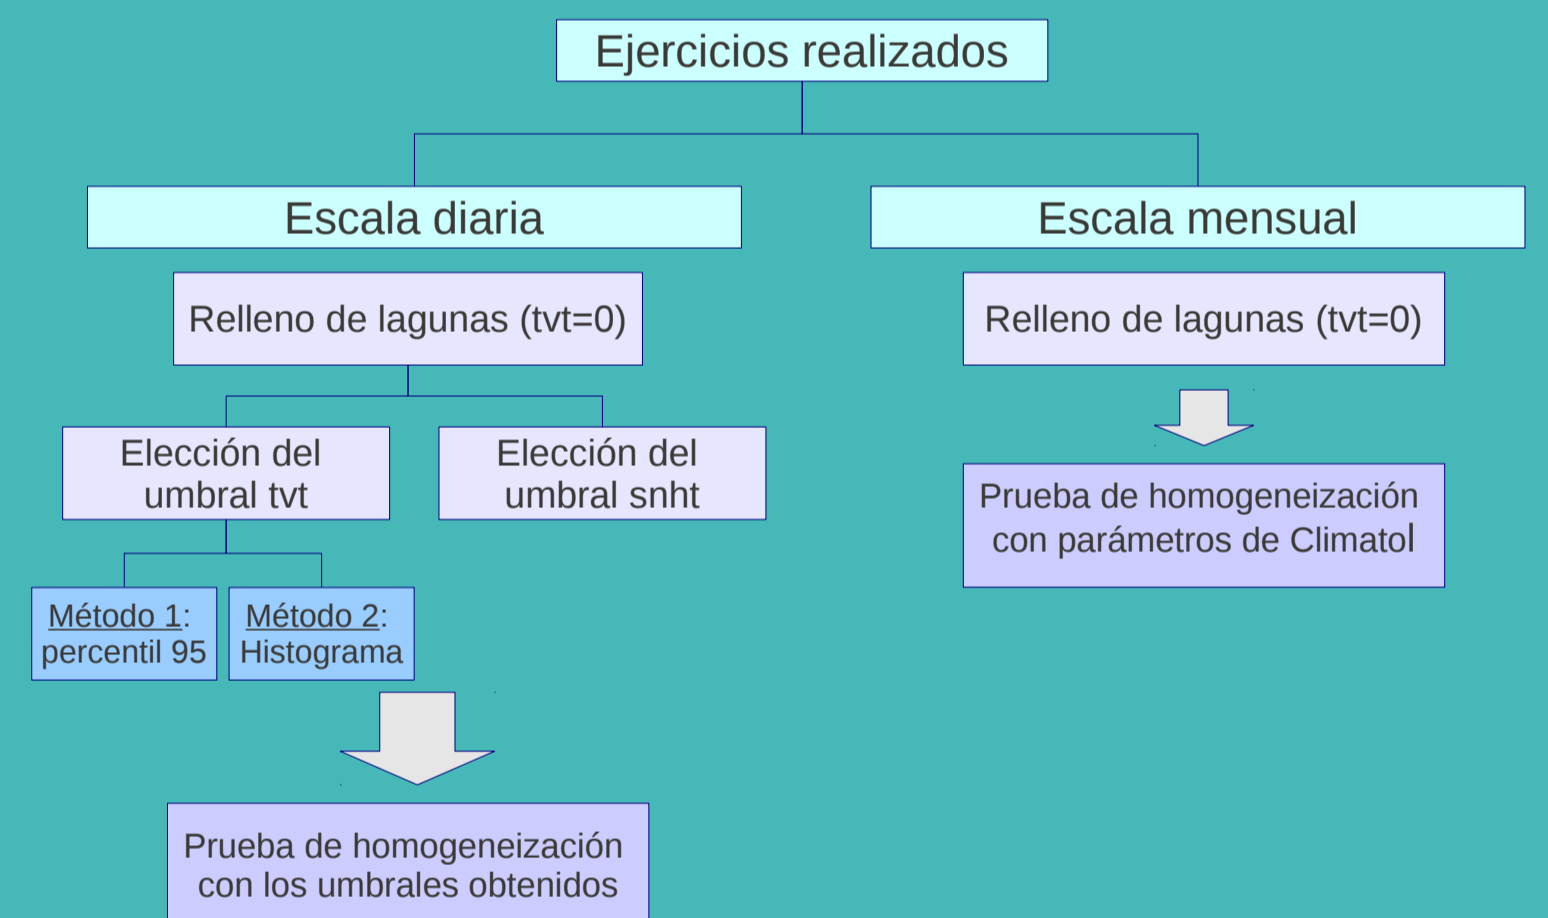 Ejercicios realizados
Escala diaria
Relleno de lagunas (tvt=0)
Elección del
umbral tvt
Elección del
umbral snht
Método 1:
percentil 95
Método 2:
Histograma
Prueba de homogeneización
con los umbrales obtenidos
Escala mensual
Relleno de lagunas (tvt=0)
Prueba de homogeneización
con parámetros de Climatol